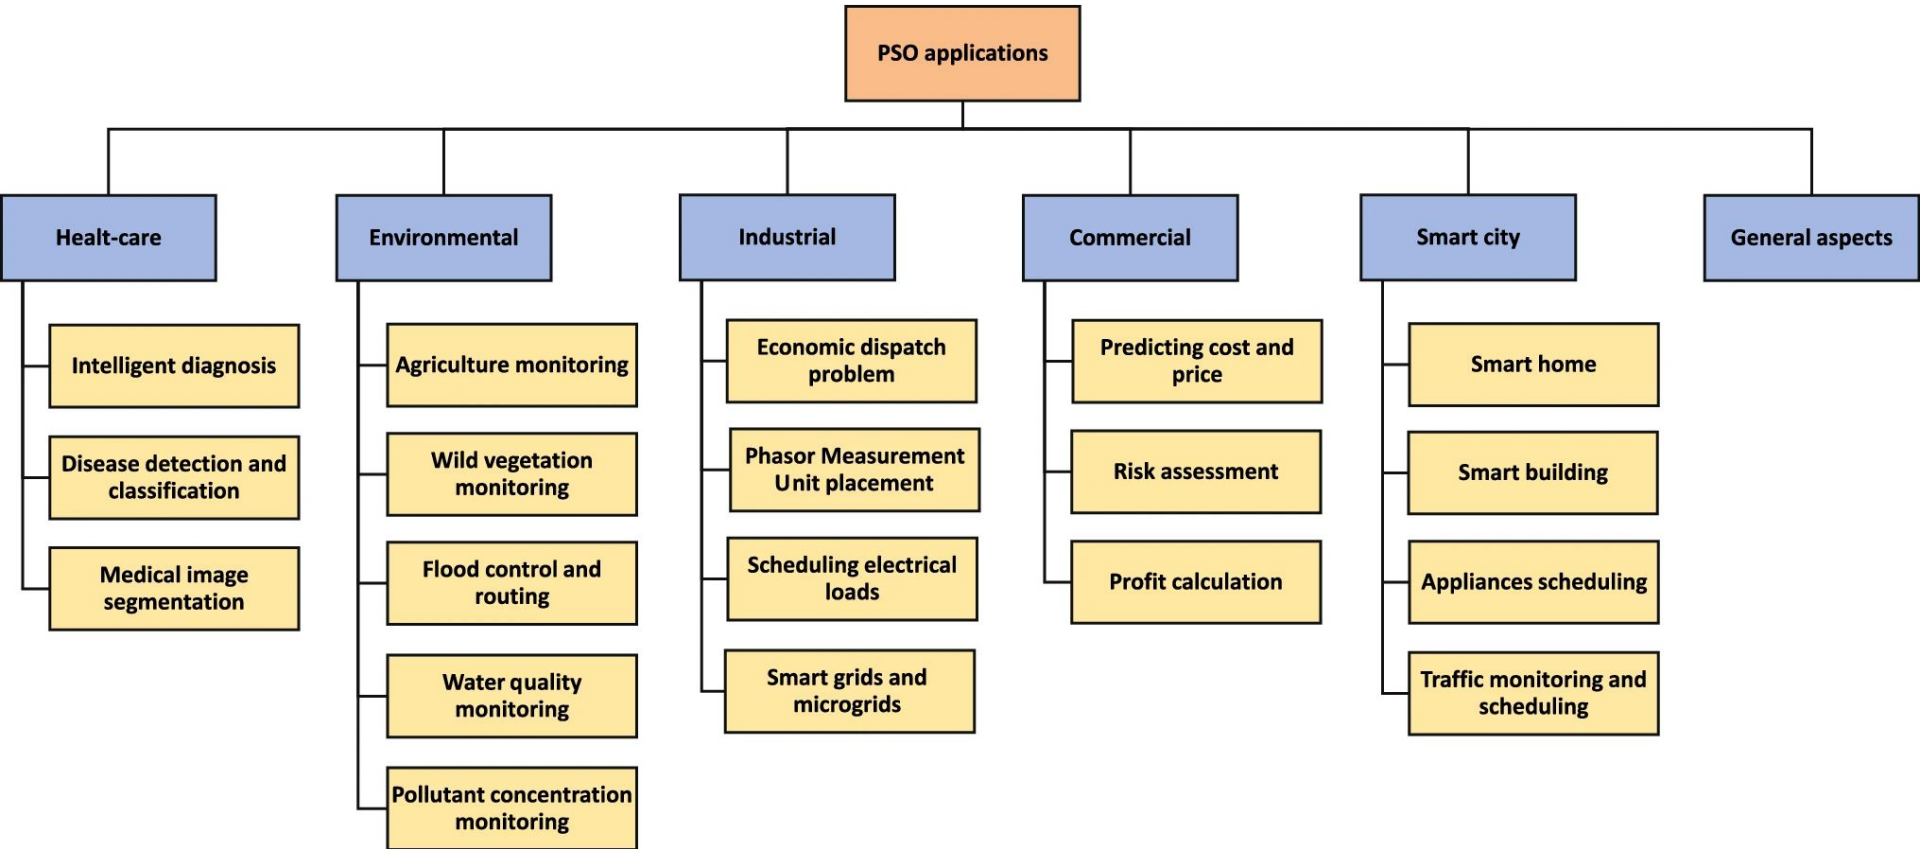 PSO applications
Healt-care
Environmental
Industrial
Commercial
Smart city
General aspects
Intelligent diagnosis
Disease detection and
classification
Medical image
segmentation
Agriculture monitoring
Wild vegetation
monitoring
Flood control and
routing
Water quality
monitoring
Pollutant concentration
monitoring
Economic dispatch
problem
Phasor Measurement
Unit placement
Scheduling electrical
loads
Smart grids and
microgrids
Predicting cost and
price
Risk assessment
Profit calculation
Smart home
Smart building
Appliances scheduling
Traffic monitoring and
scheduling